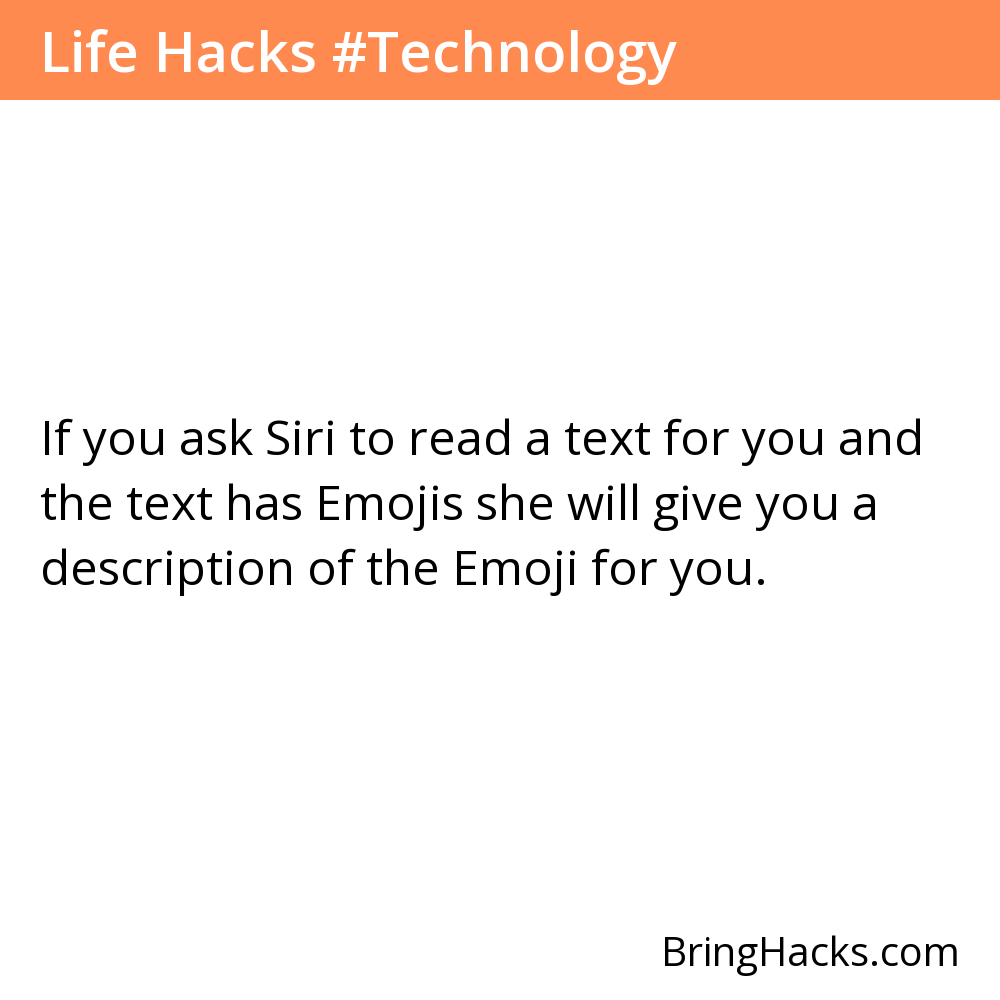 Life Hacks #Technology
If you ask Siri to read a text for you and
the text has Emojis she will give you a
description of the Emoji for you.
BringHacks.com